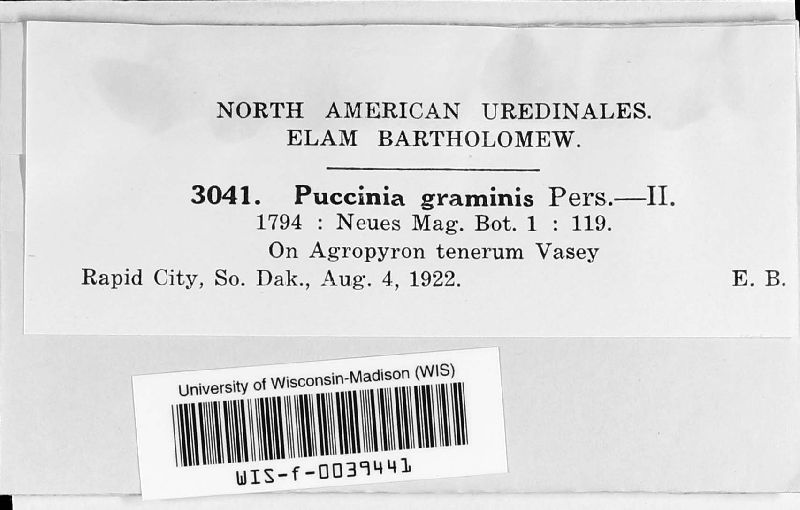 NORTH AMERICAN UREDINALES.
ELAM BARTHOLOMEW.
3041. Puccinia graminis Pers.—II.
1794 : Neues Mag. Bot. 1 : 119.
On Agropyron tenerum Vasey
Rapid City, So. Dak., Aug. 4, 1922. E. B.
University of Wisconsin-Madison (WIS)
WIS-f-0039441